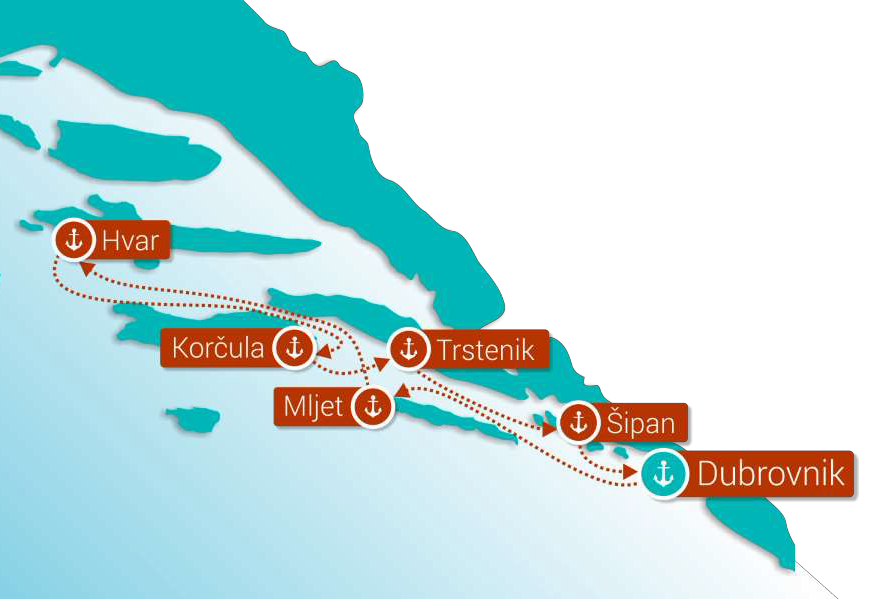 Hvar
Korčula
Trstenik
Mljet
Šipan
Dubrovnik